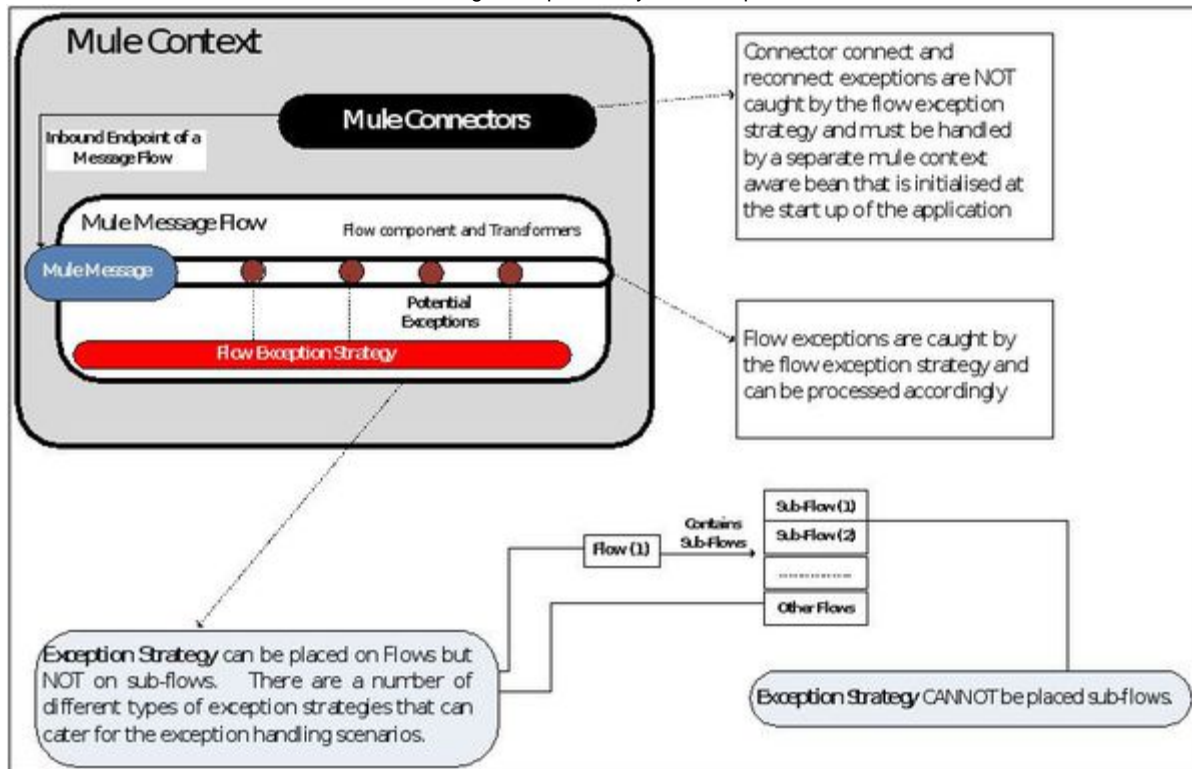 Mule Context
Mule Connectors
Inbound Endpoint of a
Message Flow
Mule Message Flow
Flow component and Transformers
Mule Message
Potential
Exceptions
Flow Exception Strategy
Connector connect and
reconnect exceptions are NOT
caught by the flow exception
strategy and must be handled
by a separate mule context
aware bean that is initialised at
the start up of the application
Flow exceptions are caught by
the flow exception strategy and
can be processed accordingly
Flow (1)
Contains
Sub-Flows
Sub-Flow (1)
Sub-Flow (2)
................
Other Flows
Exception Strategy can be placed on Flows but
NOT on sub-flows. There are a number of
different types of exception strategies that can
cater for the exception handling scenarios.
Exception Strategy CANNOT be placed sub-flows.